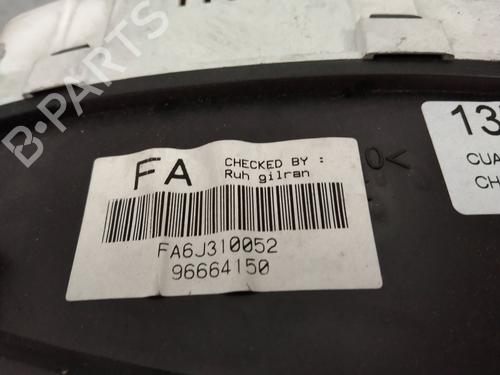 B-PARTS
FA
CHECKED BY :
Ruh gilran
FA6J310052
96664150
13
CUA
CH